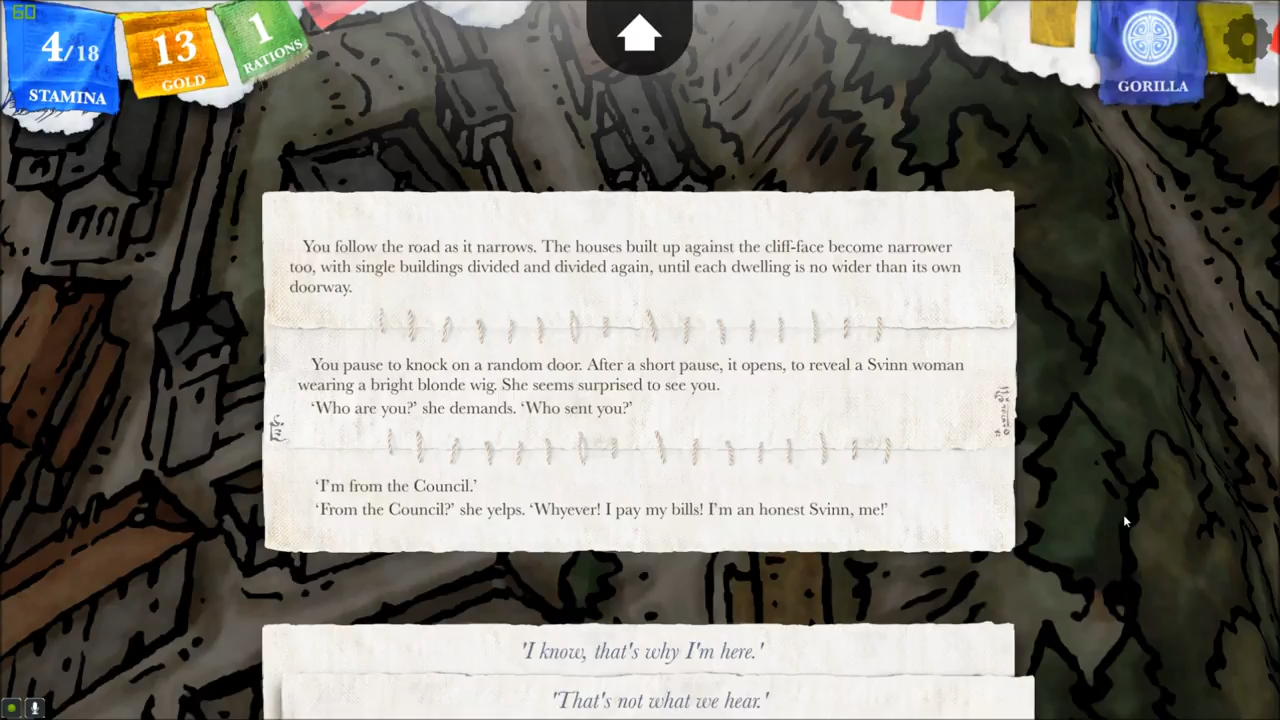 60
4/18
STAMINA
13
GOLD
1
RATIONS
GORILLA
You follow the road as it narrows. The houses built up against the cliff-face become narrower
too, with single buildings divided and divided again, until each dwelling is no wider than its own
doorway.
You pause to knock on a random door. After a short pause, it opens, to reveal a Svinn woman
wearing a bright blonde wig. She seems surprised to see you.
‘Who are you?’ she demands. ‘Who sent you?’
‘I'm from the Council.’
‘From the Council?’ she yelps. ‘Whyever! I pay my bills! I'm an honest Svinn, me!’
'I know, that's why I'm here.'
'That's not what we hear.'